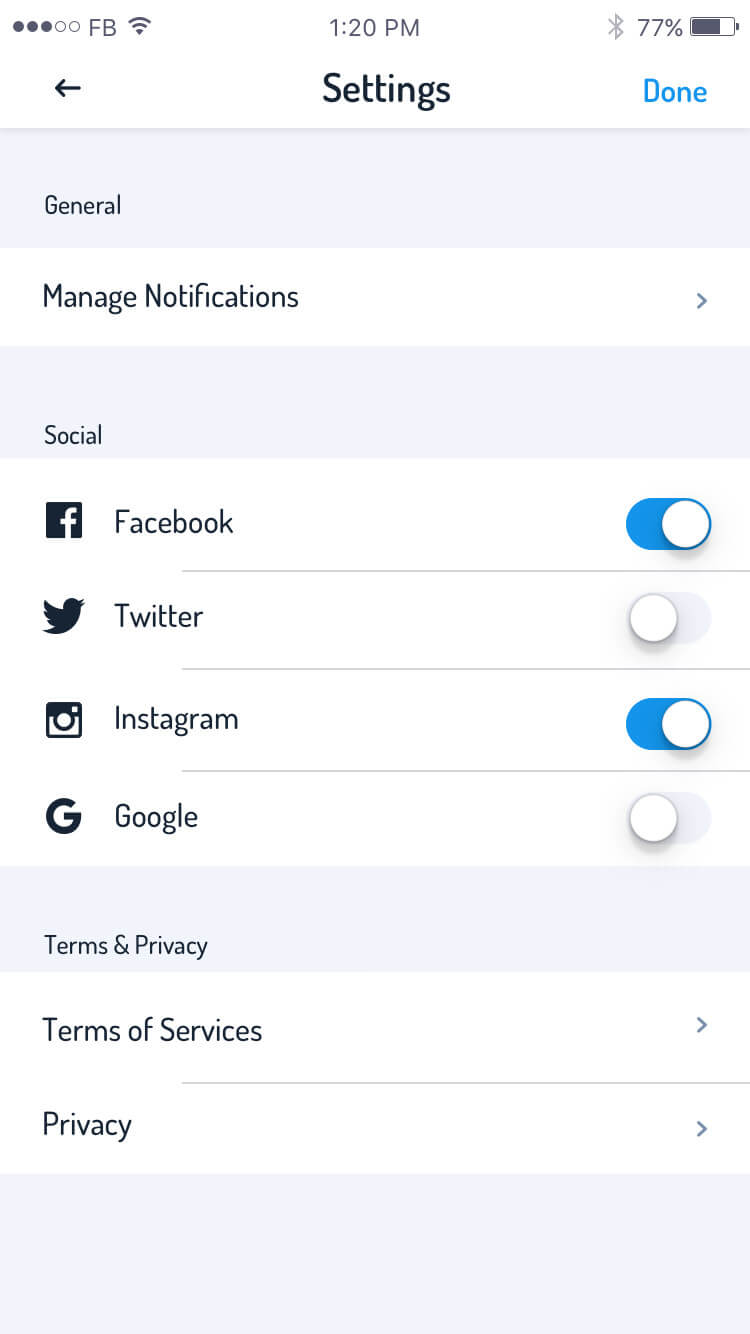 FB 1:20 PM 77%
Settings Done
General
Manage Notifications
Social
Facebook
Twitter
Instagram
Google
Terms & Privacy
Terms of Services
Privacy